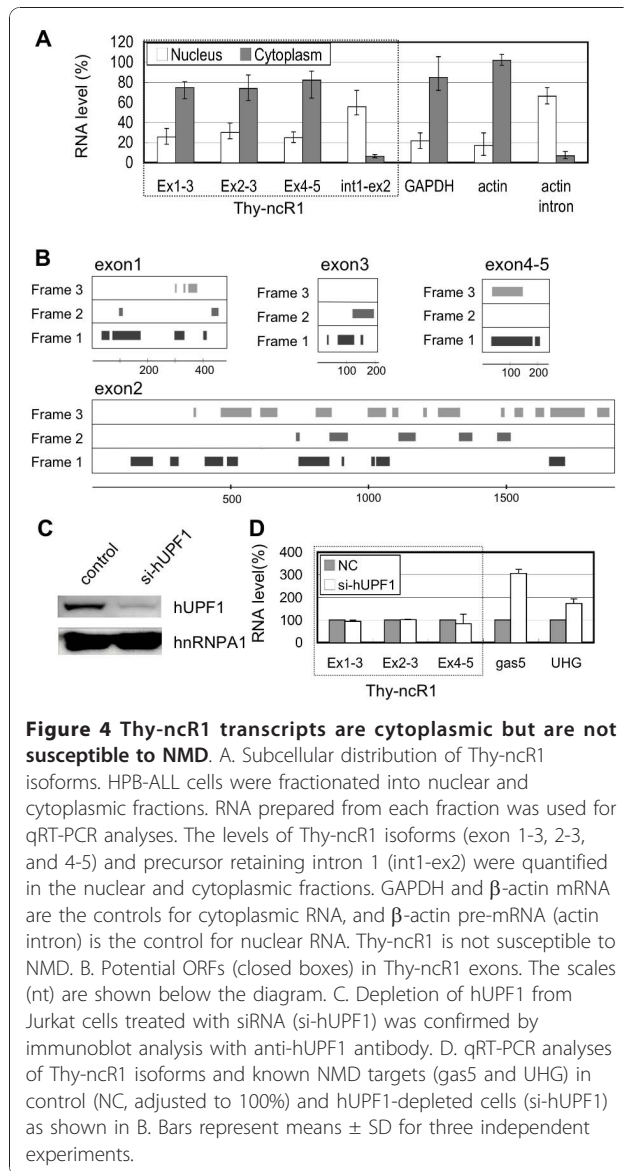 A
RNA level (%)
120
100
80
60
40
20
0
Nucleus
Cytoplasm
Ex1-3
Ex2-3
Ex4-5
int1-ex2
GAPDH
actin
actin
intron
Thy-ncR1
B
exon1
exon3
exon4-5
Frame 3
Frame 2
Frame 1
200
400
Frame 3
Frame 2
Frame 1
100
200
Frame 3
Frame 2
Frame 1
100
200
exon2
Frame 3
Frame 2
Frame 1
500
1000
1500
C
control
si-hUPF1
hUPF1
hnRNPA1
D
RNA level(%)
400
300
200
100
0
NC
si-hUPF1
Ex1-3
Ex2-3
Ex4-5
gas5
UHG
Thy-ncR1
Figure 4 Thy-ncR1 transcripts are cytoplasmic but are not
susceptible to NMD. A. Subcellular distribution of Thy-ncR1
isoforms. HPB-ALL cells were fractionated into nuclear and
cytoplasmic fractions. RNA prepared from each fraction was used for
qRT-PCR analyses. The levels of Thy-ncR1 isoforms (exon 1-3, 2-3,
and 4-5) and precursor retaining intron 1 (int1-ex2) were quantified
in the nuclear and cytoplasmic fractions. GAPDH and β-actin mRNA
are the controls for cytoplasmic RNA, and β-actin pre-mRNA (actin
intron) is the control for nuclear RNA. Thy-ncR1 is not susceptible to
NMD. B. Potential ORFs (closed boxes) in Thy-ncR1 exons. The scales
(nt) are shown below the diagram. C. Depletion of hUPF1 from
Jurkat cells treated with siRNA (si-hUPF1) was confirmed by
immunoblot analysis with anti-hUPF1 antibody. D. qRT-PCR analyses
of Thy-ncR1 isoforms and known NMD targets (gas5 and UHG) in
control (NC, adjusted to 100%) and hUPF1-depleted cells (si-hUPF1)
as shown in B. Bars represent means ± SD for three independent
experiments.